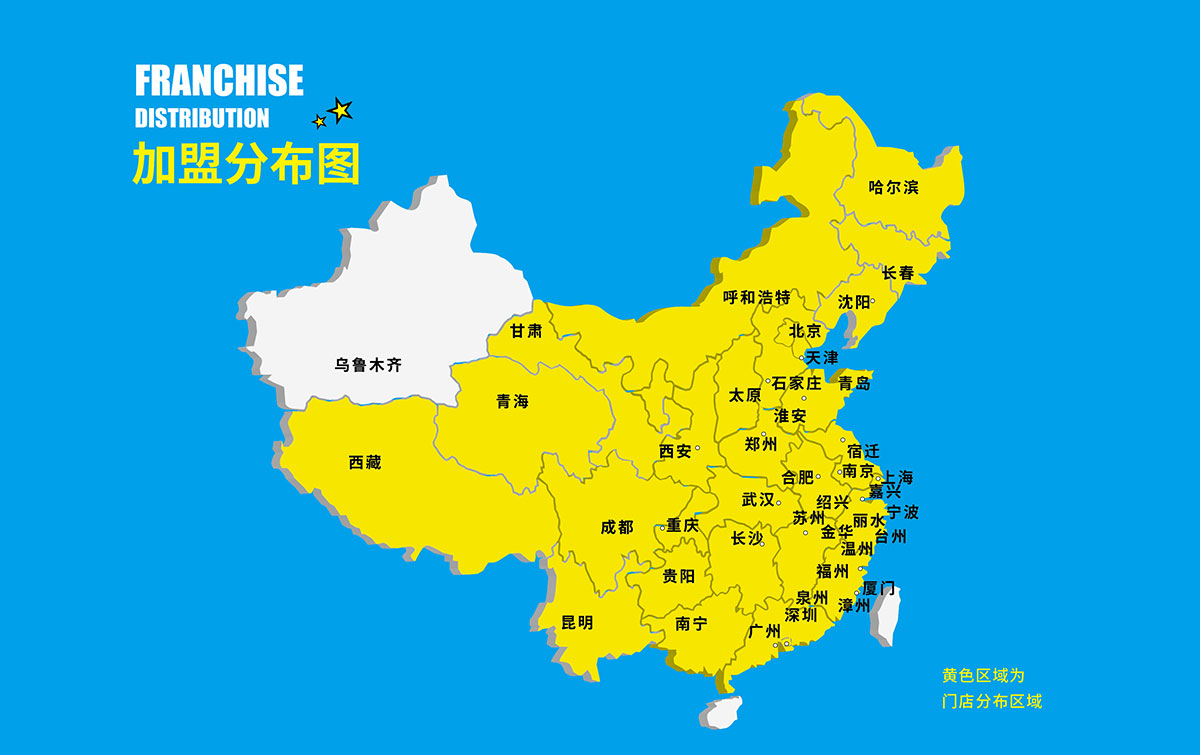 FRANCHISE
DISTRIBUTION
加盟分布图
哈尔滨
长春
呼和浩特
沈阳
甘肃
北京
天津
乌鲁木齐
石家庄
青岛
青海
太原
淮安
郑州
西安
宿迁
西藏
南京
合肥
上海
嘉兴
武汉
绍兴
宁波
苏州
丽水
成都
重庆
金华
台州
长沙
温州
贵阳
福州
厦门
泉州
漳州
深圳
昆明
南宁
广州
黄色区域为
门店分布区域